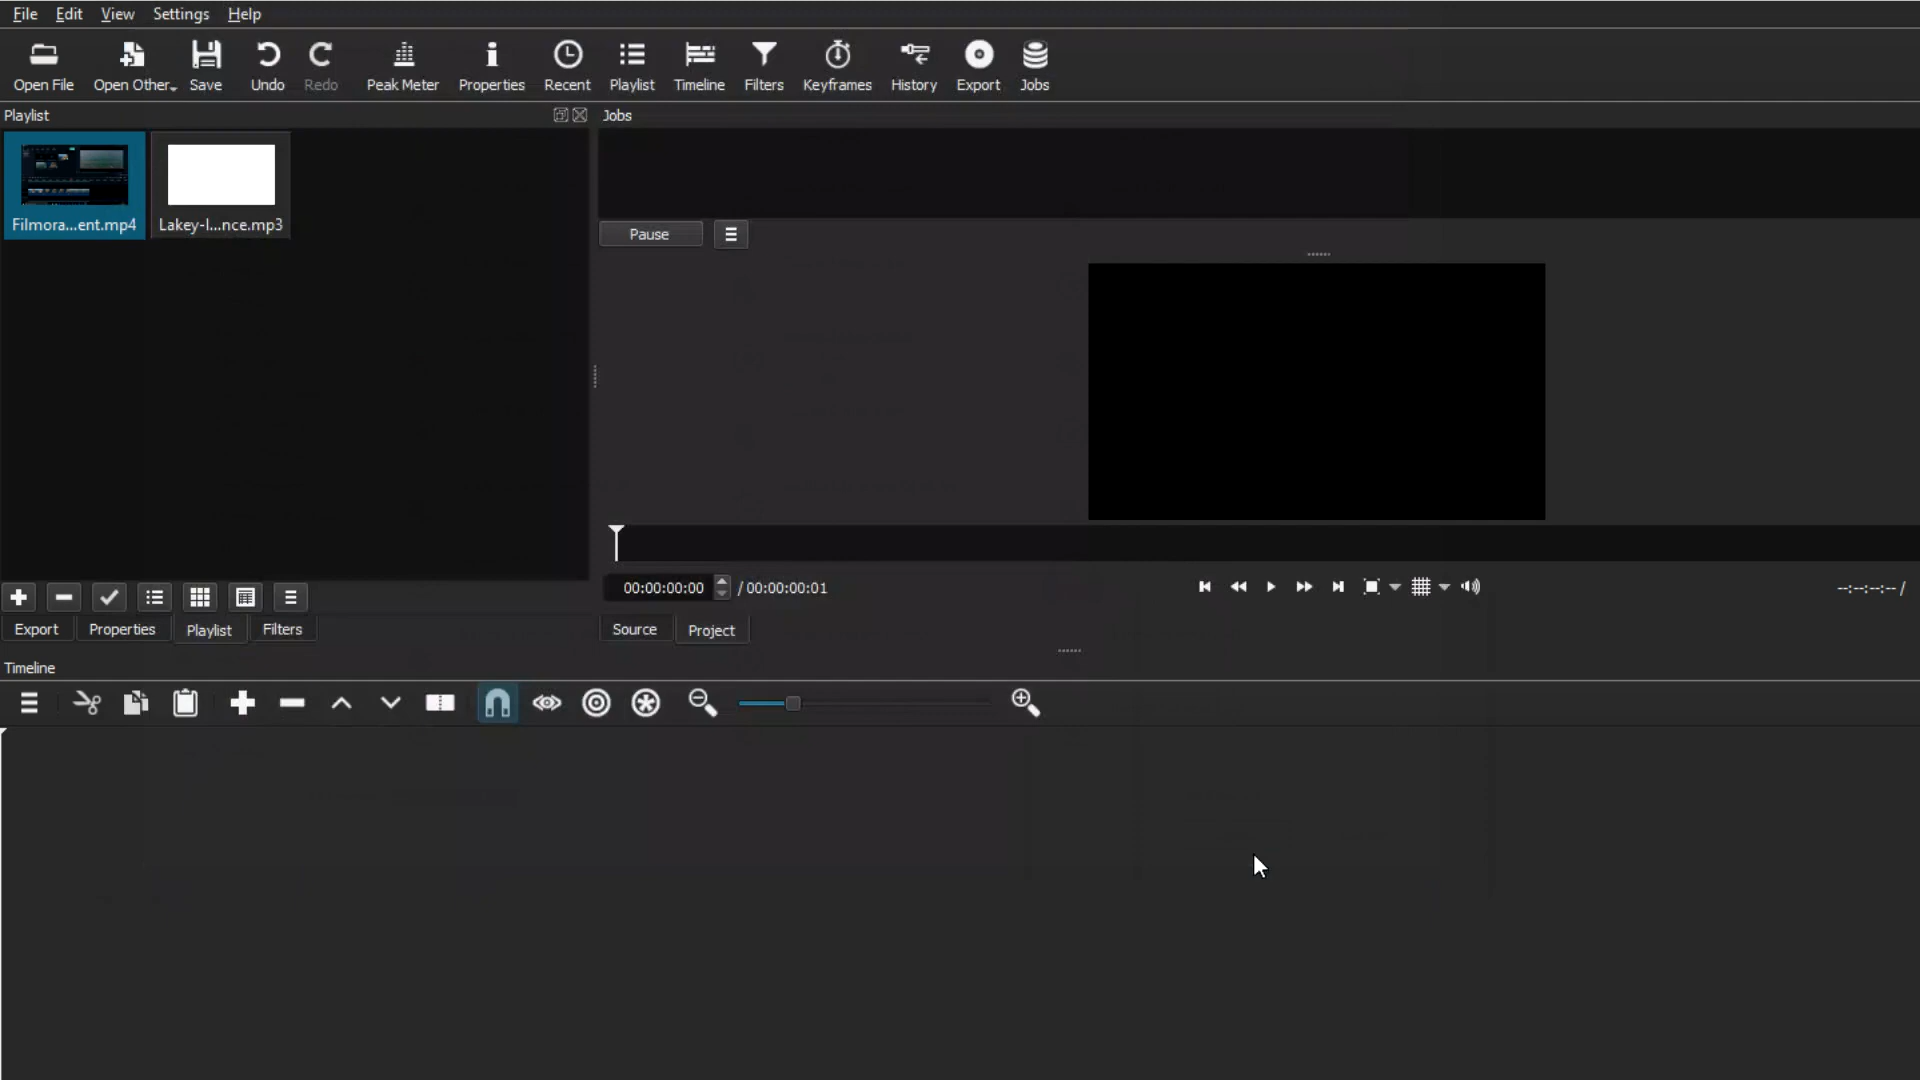 File Edit View Settings Help
Open File Open Other Save Undo Redo Peak Meter Properties Recent Playlist Timeline Filters Keyframes History Export Jobs
Playlist
Jobs
Filmora...ent.mp4 Lakey-I...nce.mp3
Pause
00:00:00:00 / 00:00:00:01 --:--:--:-- /
Export Properties Playlist Filters
Source Project
Timeline